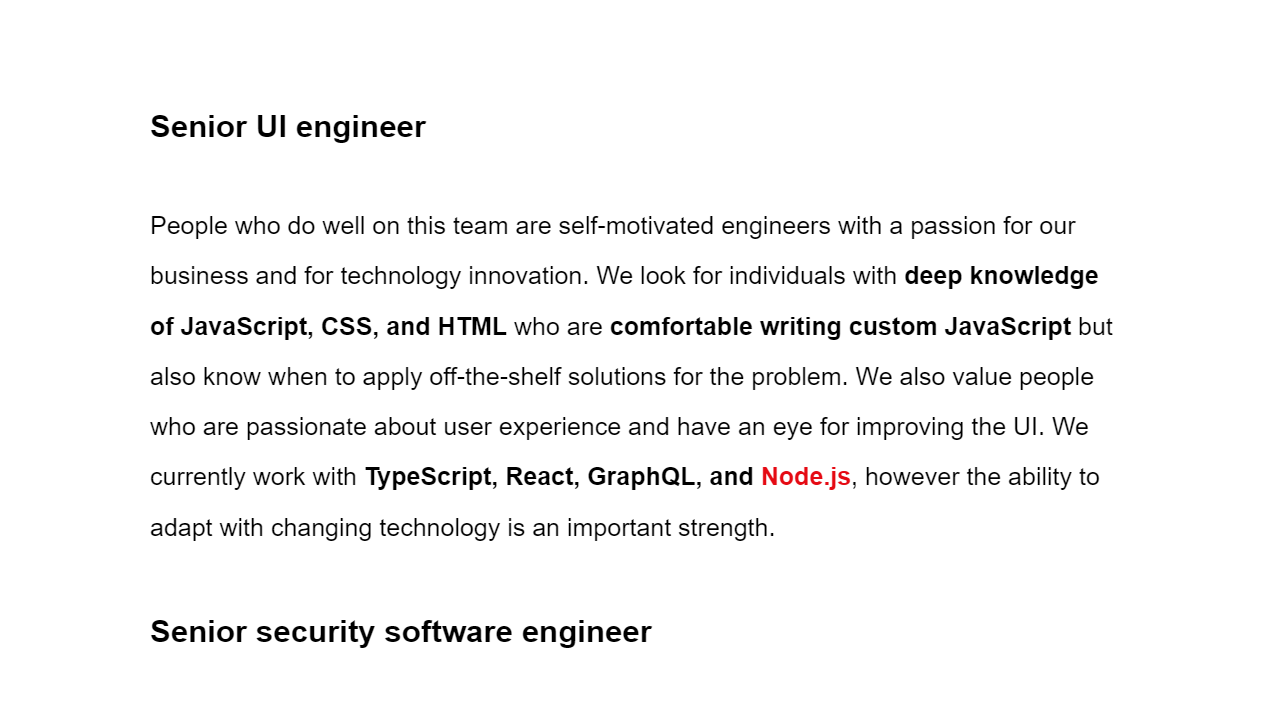 Senior UI engineer
People who do well on this team are self-motivated engineers with a passion for our
business and for technology innovation. We look for individuals with deep knowledge
of JavaScript, CSS, and HTML who are comfortable writing custom JavaScript but
also know when to apply off-the-shelf solutions for the problem. We also value people
who are passionate about user experience and have an eye for improving the UI. We
currently work with TypeScript, React, GraphQL, and Node.js, however the ability to
adapt with changing technology is an important strength.
Senior security software engineer